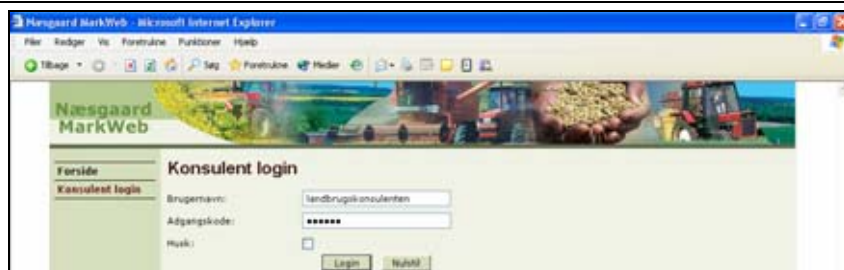 Næsgaard MarkWeb - Microsoft Internet Explorer
Filer Rediger Vis Foretrukne Funktioner Hjælp
Tilbage Søg Foretrukne Medier
Næsgaard
MarkWeb
Forside
Konsulent login
Konsulent login
Brugernavn: landbrugskonsulenten
Adgangskode: ••••••
Husk:
Login Nulstil